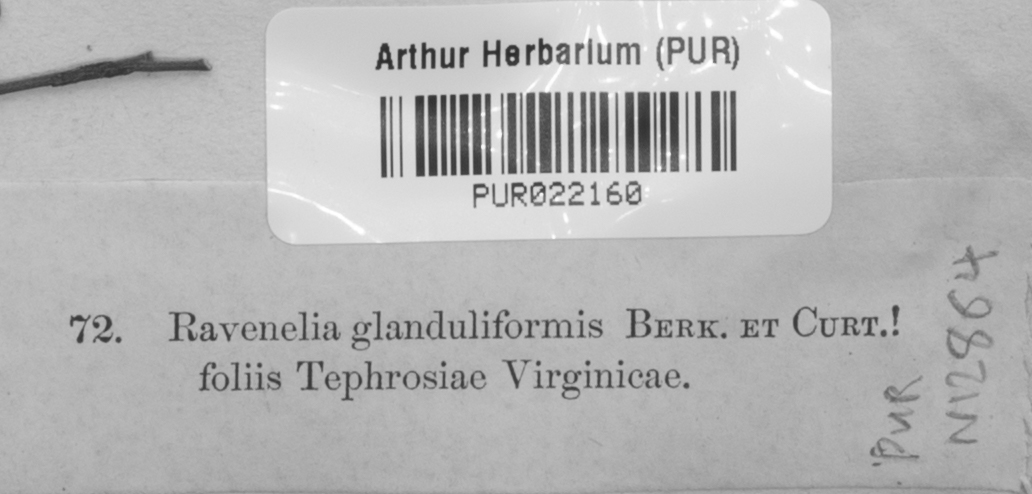 Arthur Herbarium (PUR)
PUR022160
72. Ravenelia glanduliformis Berk. et Curt.!
foliis Tephrosiae Virginicae.
PUR
N12864